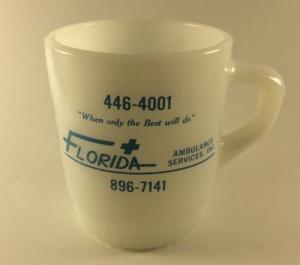 446-4001
"When only the Best will do"
FLORIDA AMBULANCE
SERVICES, INC.
896-7141